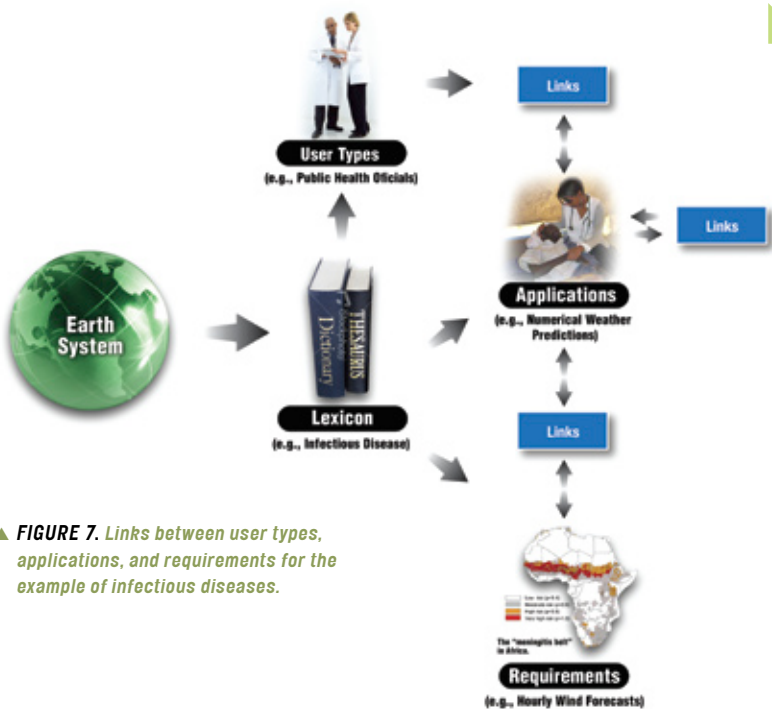 Links
User Types
(e.g., Public Health Oficials)
Links
Earth
System
THESAURIS
Dictionary
Applications
(e.g., Numerical Weather
Predictions)
Lexicon
(e.g., Infectious Disease)
Links
FIGURE 7. Links between user types,
applications, and requirements for the
example of infectious diseases.
The "meningitis belt"
in Africa.
Requirements
(e.g., Hourly Wind Forecasts)